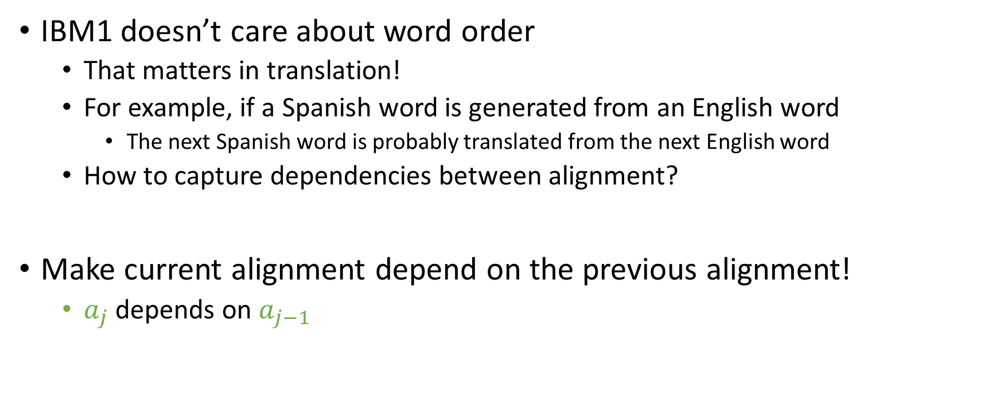 • IBM1 doesn’t care about word order
• That matters in translation!
• For example, if a Spanish word is generated from an English word
• The next Spanish word is probably translated from the next English word
• How to capture dependencies between alignment?
• Make current alignment depend on the previous alignment!
• 𝑎ⱼ depends on 𝑎ⱼ₋₁